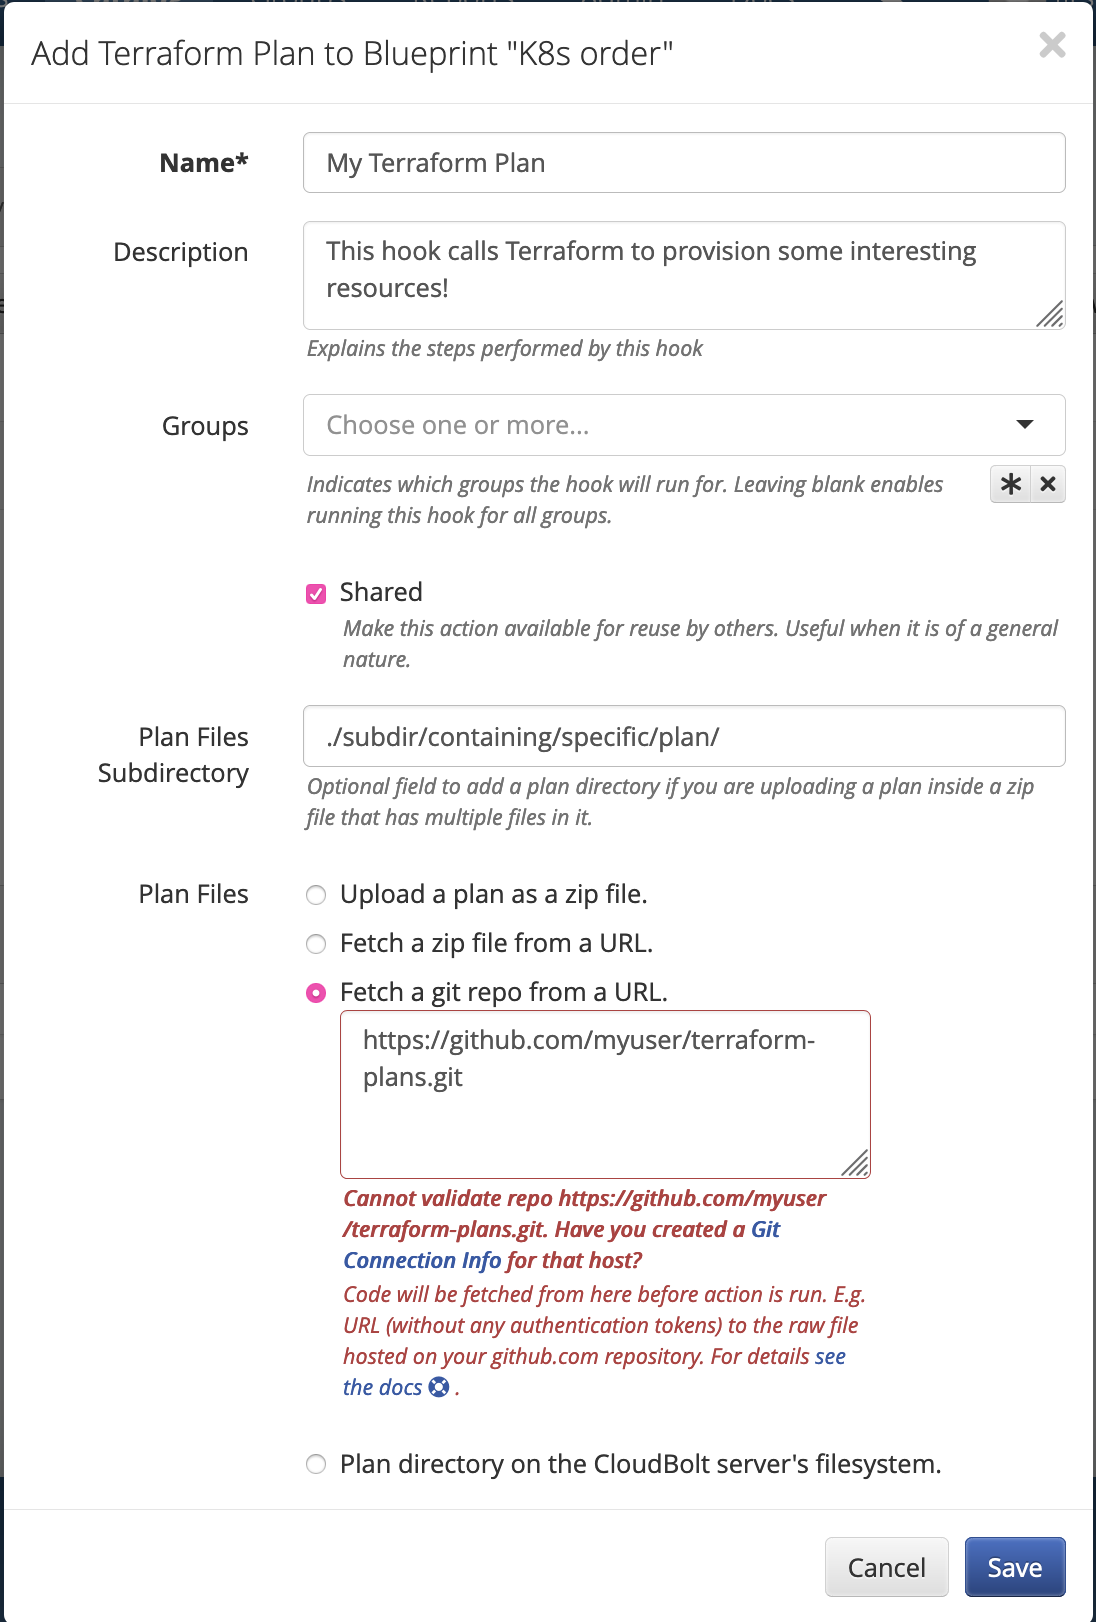 Add Terraform Plan to Blueprint "K8s order"
Name*
My Terraform Plan
Description
This hook calls Terraform to provision some interesting
resources!
Explains the steps performed by this hook
Groups
Choose one or more...
Indicates which groups the hook will run for. Leaving blank enables
running this hook for all groups.
Shared
Make this action available for reuse by others. Useful when it is of a general
nature.
Plan Files
Subdirectory
./subdir/containing/specific/plan/
Optional field to add a plan directory if you are uploading a plan inside a zip
file that has multiple files in it.
Plan Files
Upload a plan as a zip file.
Fetch a zip file from a URL.
Fetch a git repo from a URL.
https://github.com/myuser/terraform-
plans.git
Cannot validate repo https://github.com/myuser
/terraform-plans.git. Have you created a Git
Connection Info for that host?
Code will be fetched from here before action is run. E.g.
URL (without any authentication tokens) to the raw file
hosted on your github.com repository. For details see
the docs .
Plan directory on the CloudBolt server's filesystem.
Cancel
Save